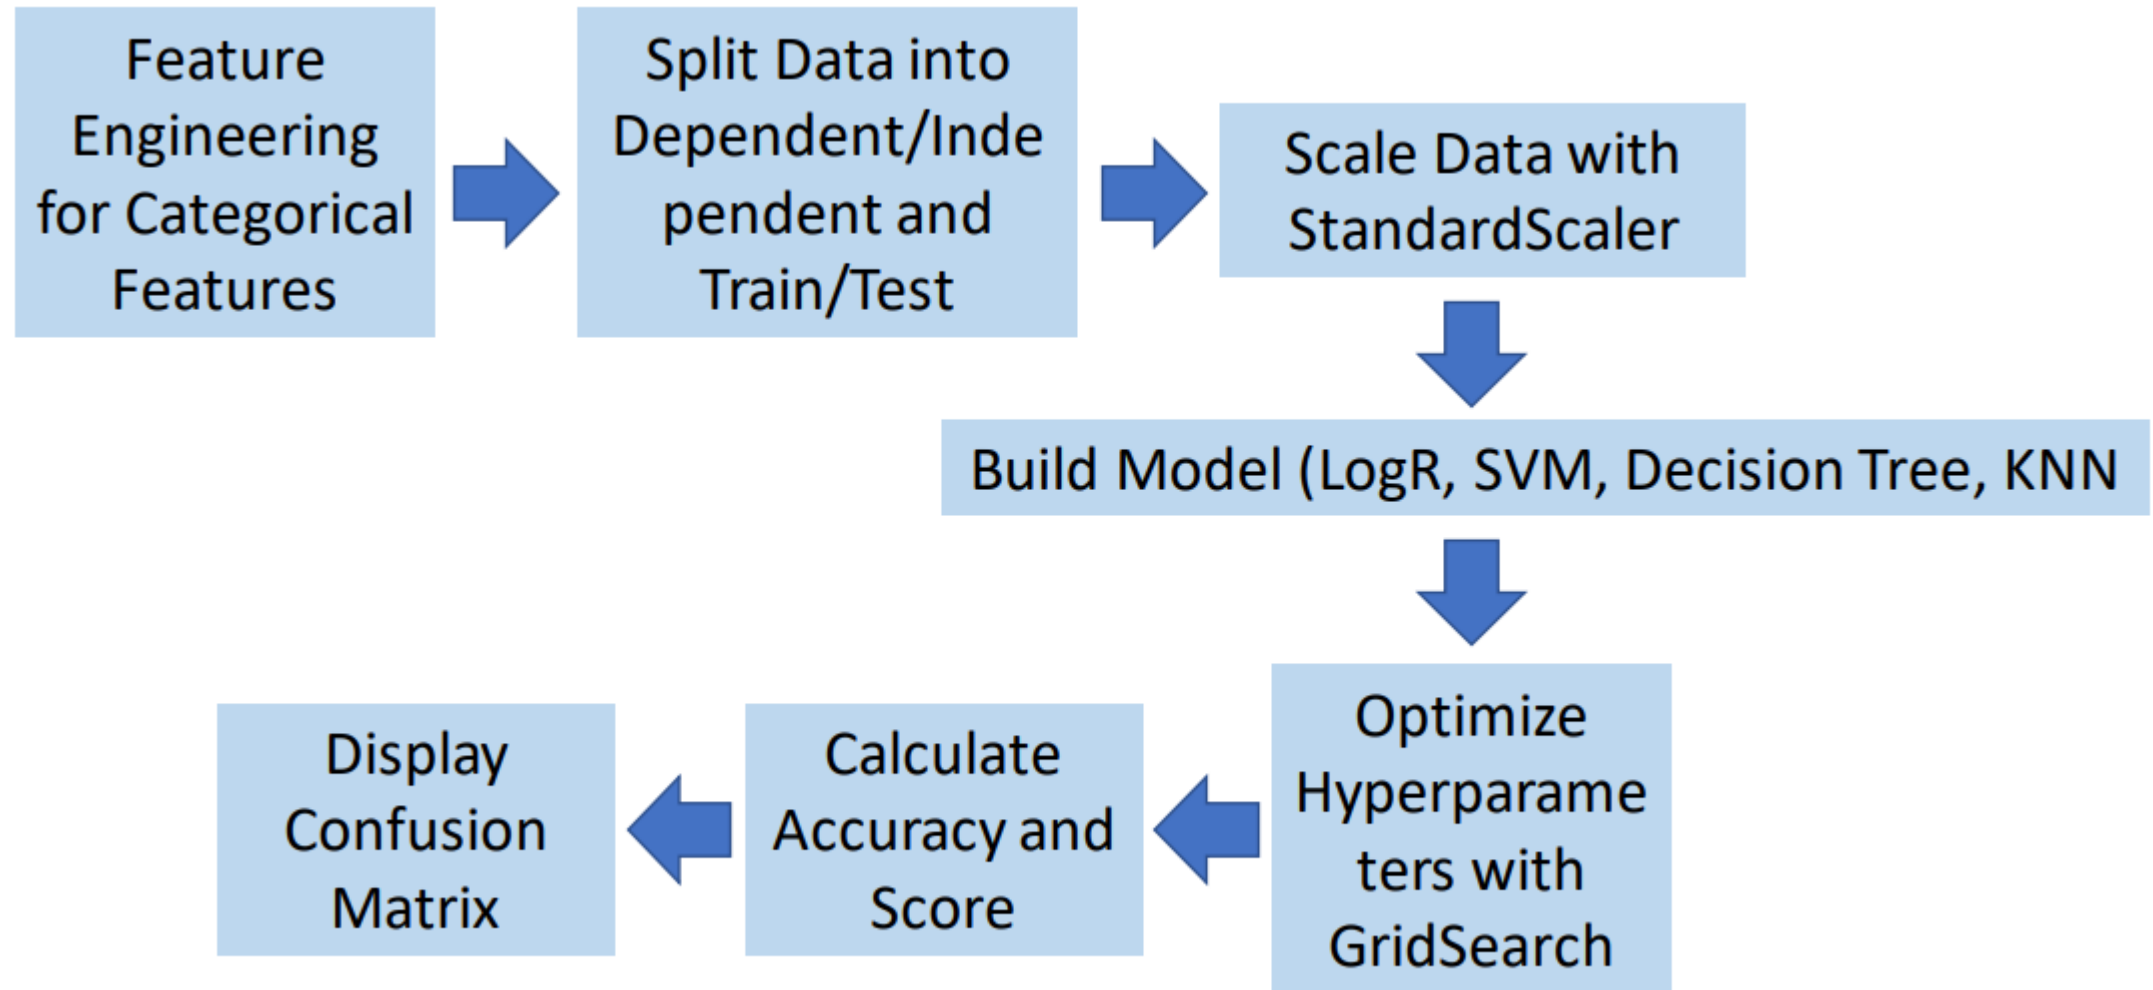 Feature
Engineering
for Categorical
Features
Split Data into
Dependent/Inde
pendent and
Train/Test
Scale Data with
StandardScaler
Build Model (LogR, SVM, Decision Tree, KNN
Optimize
Hyperparame
ters with
GridSearch
Calculate
Accuracy and
Score
Display
Confusion
Matrix